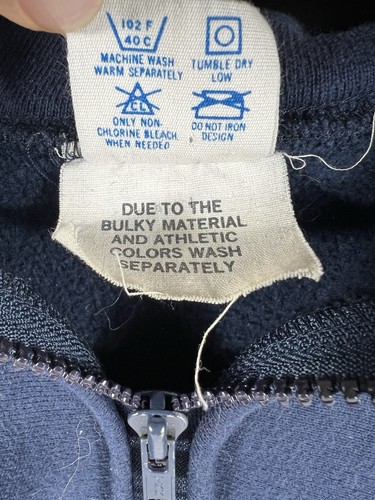 102 F
40 C
MACHINE WASH
WARM SEPARATELY
TUMBLE DRY
LOW
CL
ONLY NON-
CHLORINE BLEACH
WHEN NEEDED
DO NOT IRON
DESIGN
DUE TO THE
BULKY MATERIAL
AND ATHLETIC
COLORS WASH
SEPARATELY